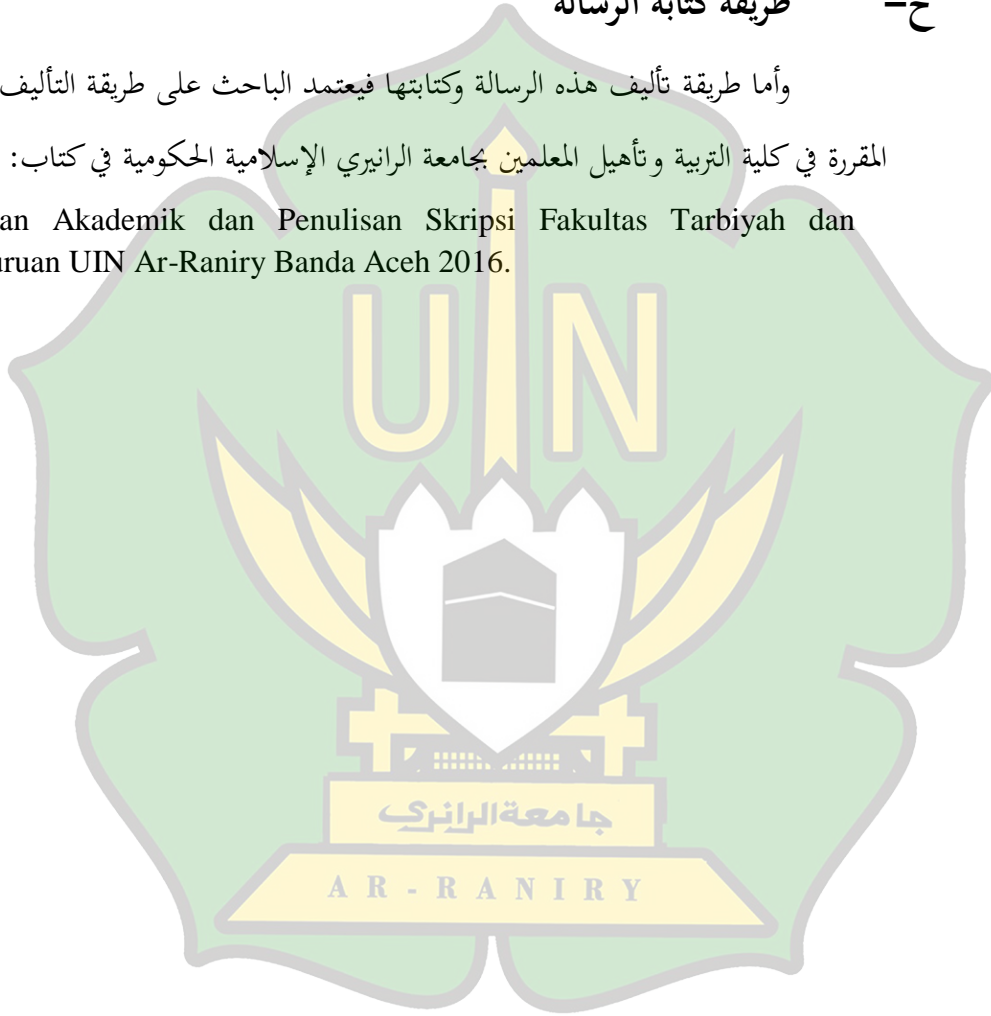 ح– طريقة كتابة الرسالة
وأما طريقة تأليف هذه الرسالة وكتابتها فيعتمد الباحث على طريقة التأليف
المقررة في كلية التربية وتأهيل المعلمين بجامعة الرانيري الإسلامية الحكومية في كتاب:
Akademik dan Penulisan Skripsi Fakultas Tarbiyah dan
UIN Ar-Raniry Banda Aceh 2016.
UIN
جامعة الرانري
AR-RANIRY